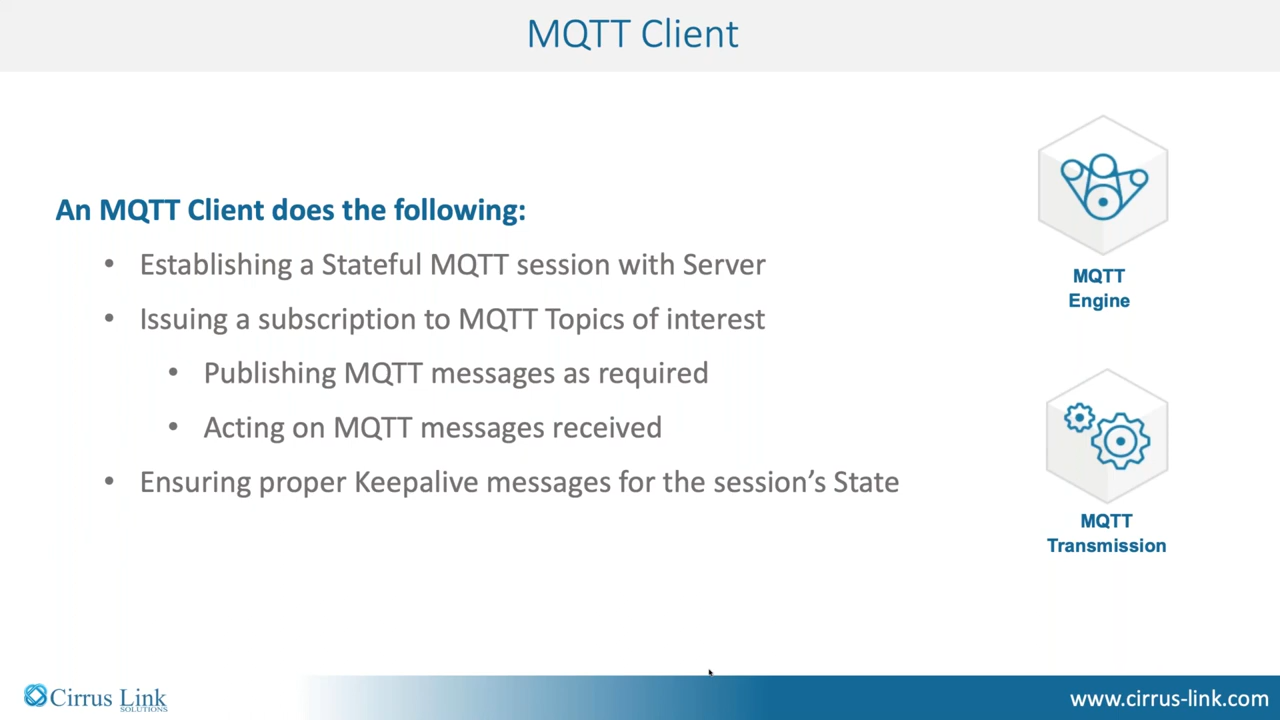 MQTT Client
An MQTT Client does the following:
• Establishing a Stateful MQTT session with Server
• Issuing a subscription to MQTT Topics of interest
• Publishing MQTT messages as required
• Acting on MQTT messages received
• Ensuring proper Keepalive messages for the session’s State
MQTT
Engine
MQTT
Transmission
Cirrus Link
SOLUTIONS
www.cirrus-link.com